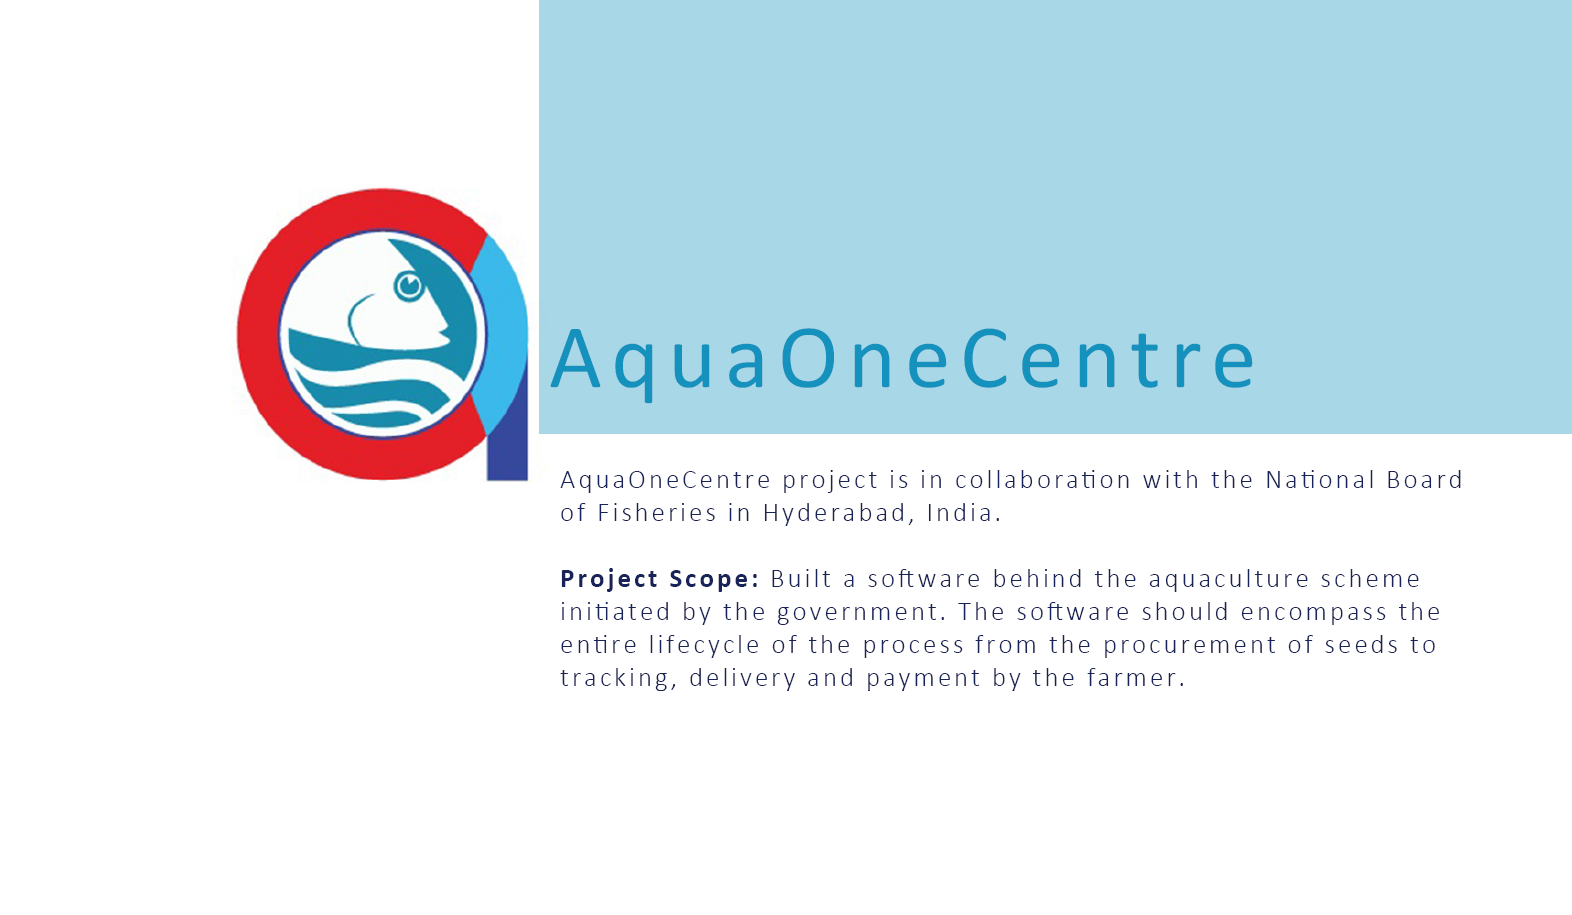 AquaOneCentre
AquaOneCentre project is in collaboration with the National Board
of Fisheries in Hyderabad, India.
Project Scope: Built a software behind the aquaculture scheme
initiated by the government. The software should encompass the
entire lifecycle of the process from the procurement of seeds to
tracking, delivery and payment by the farmer.